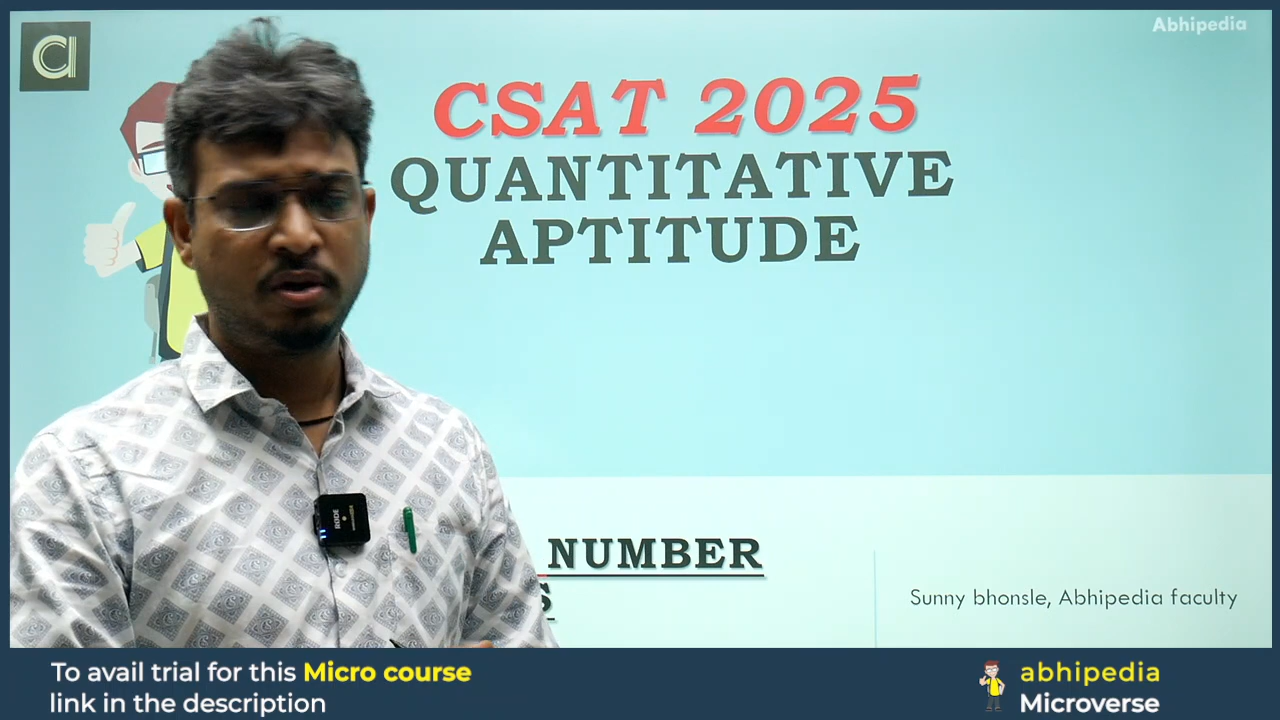 Abhipedia
CSAT 2025
QUANTITATIVE
APTITUDE
NUMBER
S
Sunny bhonsle, Abhipedia faculty
RØDE
To avail trial for this Micro course
link in the description
abhipedia
Microverse